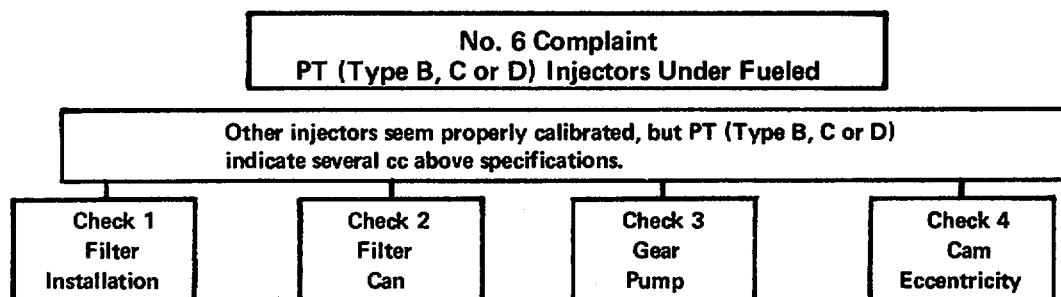 No. 6 Complaint
PT (Type B, C or D) Injectors Under Fueled
Other injectors seem properly calibrated, but PT (Type B, C or D)
indicate several cc above specifications.
Check 1
Filter
Installation
Check 2
Filter
Can
Check 3
Gear
Pump
Check 4
Cam
Eccentricity